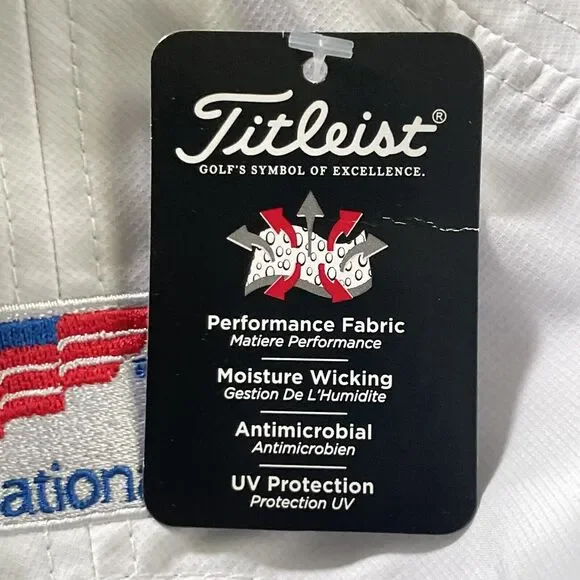 Titleist®
GOLF'S SYMBOL OF EXCELLENCE.
Performance Fabric
Matiere Performance
Moisture Wicking
Gestion De L'Humidite
Antimicrobial
Antimicrobien
UV Protection
Protection UV
ation